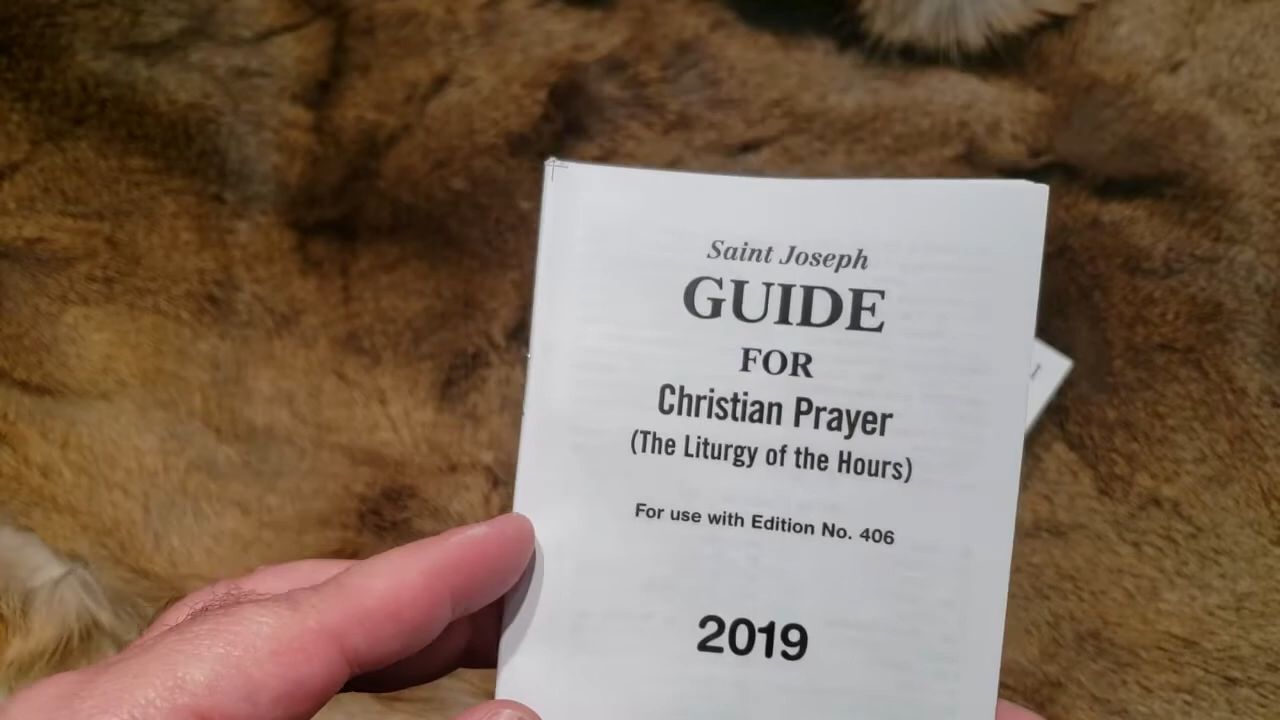 Saint Joseph
GUIDE
FOR
Christian Prayer
(The Liturgy of the Hours)
For use with Edition No. 406
2019